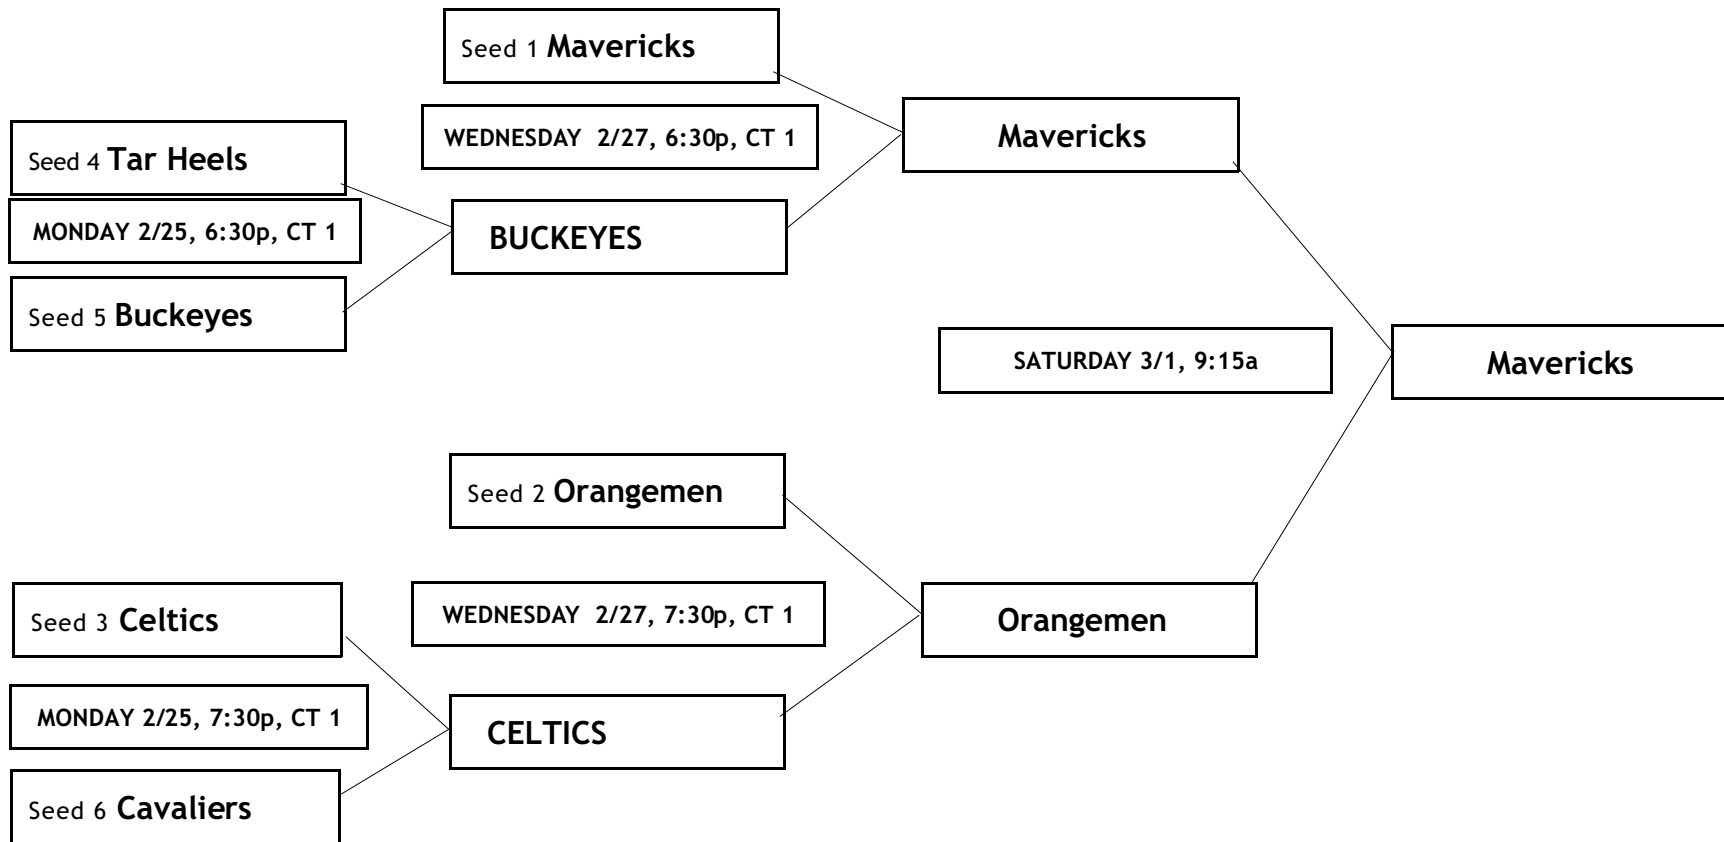 Seed 1 Mavericks
WEDNESDAY  2/27, 6:30p, CT 1
Mavericks
Seed 4 Tar Heels
MONDAY 2/25, 6:30p, CT 1
BUCKEYES
Seed 5 Buckeyes
SATURDAY 3/1, 9:15a
Mavericks
Seed 2 Orangemen
WEDNESDAY  2/27, 7:30p, CT 1
Orangemen
Seed 3 Celtics
MONDAY 2/25, 7:30p, CT 1
CELTICS
Seed 6 Cavaliers